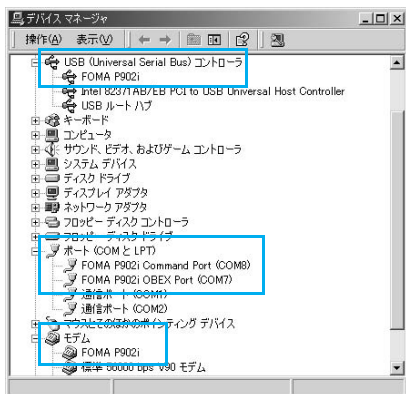 デバイス マネージャ
操作(A) 表示(V)
USB (Universal Serial Bus) コントローラ
FOMA P902i
Intel 82371AB/EB PCI to USB Universal Host Controller
USB ルート ハブ
キーボード
コンピュータ
サウンド、ビデオ、およびゲーム コントローラ
システム デバイス
ディスク ドライブ
ディスプレイ アダプタ
ネットワーク アダプタ
フロッピー ディスク コントローラ
フロッピー ディスク ドライブ
ポート (COM と LPT)
FOMA P902i Command Port (COM8)
FOMA P902i OBEX Port (COM7)
通信ポート (COM1)
通信ポート (COM2)
マウスとそのほかのポインティング デバイス
モデム
FOMA P902i
標準 56000 bps V90 モデム